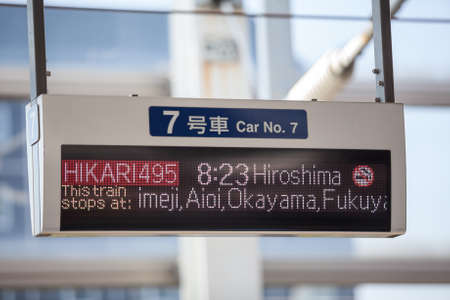 7 号車 Car No. 7
HIKARI495 8:23 Hiroshima
This train
stops at: imeji,Aioi,Okayama,Fukuya